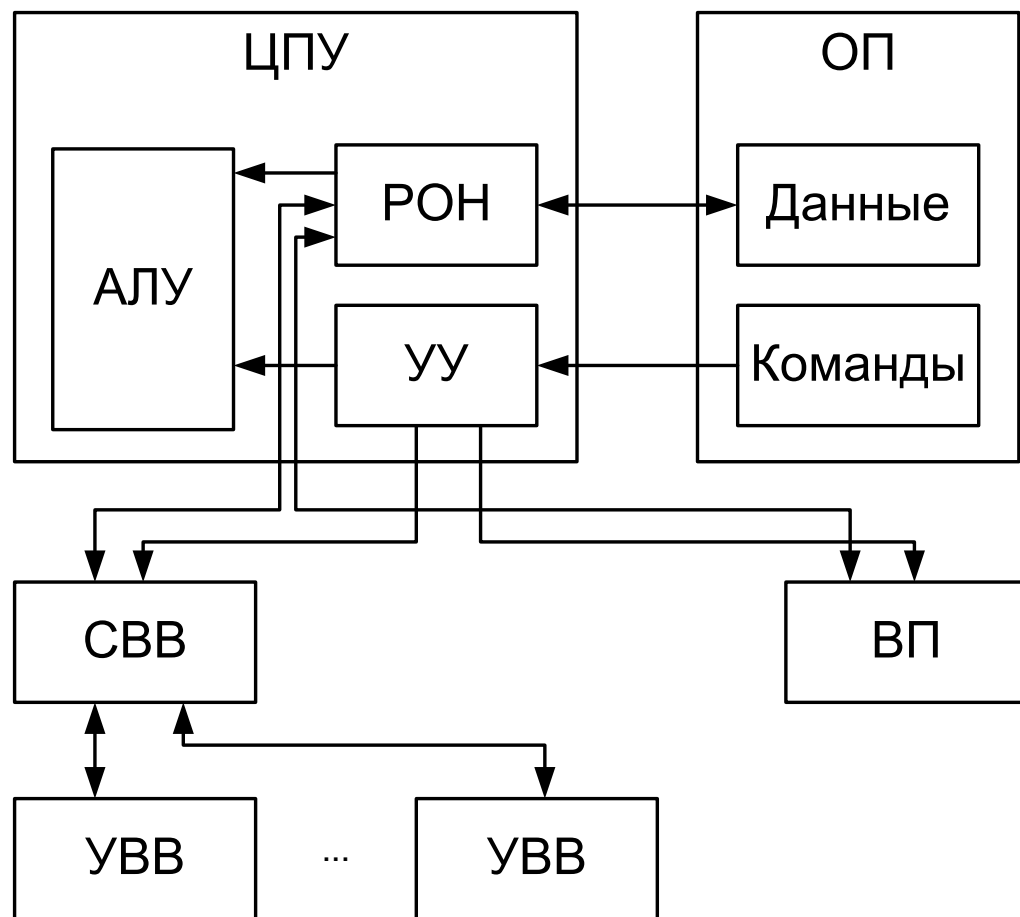 ЦПУ
ОП
АЛУ
РОН
Данные
УУ
Команды
СВВ
ВП
УВВ
...
УВВ